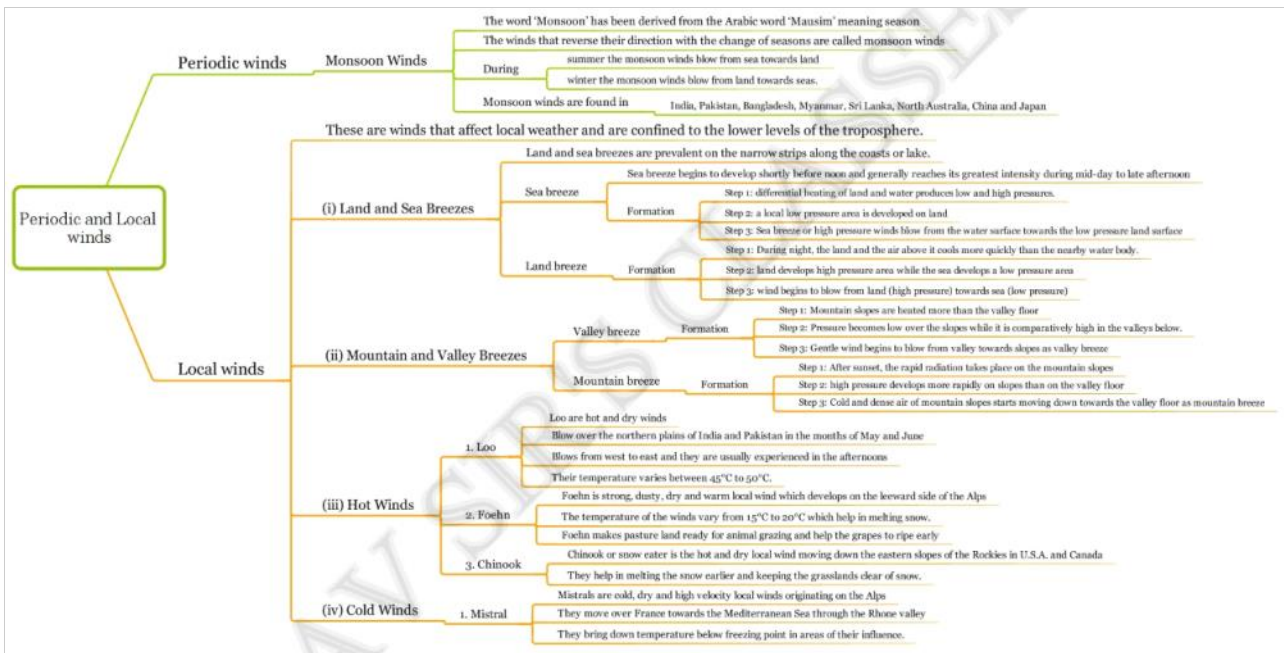 Periodic and Local
winds
Periodic winds
Monsoon Winds
The word 'Monsoon' has been derived from the Arabic word 'Mausim' meaning season
The winds that reverse their direction with the change of seasons are called monsoon winds
During
summer the monsoon winds blow from sea towards land
winter the monsoon winds blow from land towards seas.
Monsoon winds are found in
India, Pakistan, Bangladesh, Myanmar, Sri Lanka, North Australia, China and Japan
Local winds
These are winds that affect local weather and are confined to the lower levels of the troposphere.
(i) Land and Sea Breezes
Land and sea breezes are prevalent on the narrow strips along the coasts or lake.
Sea breeze
Sea breeze begins to develop shortly before noon and generally reaches its greatest intensity during mid-day to late afternoon
Formation
Step 1: differential heating of land and water produces low and high pressures.
Step 2: a local low pressure area is developed on land
Step 3: Sea breeze or high pressure winds blow from the water surface towards the low pressure land surface
Land breeze
Formation
Step 1: During night, the land and the air above it cools more quickly than the nearby water body.
Step 2: land develops high pressure area while the sea develops a low pressure area
Step 3: wind begins to blow from land (high pressure) towards sea (low pressure)
(ii) Mountain and Valley Breezes
Valley breeze
Formation
Step 1: Mountain slopes are heated more than the valley floor
Step 2: Pressure becomes low over the slopes while it is comparatively high in the valleys below.
Step 3: Gentle wind begins to blow from valley towards slopes as valley breeze
Mountain breeze
Formation
Step 1: After sunset, the rapid radiation takes place on the mountain slopes
Step 2: high pressure develops more rapidly on slopes than on the valley floor
Step 3: Cold and dense air of mountain slopes starts moving down towards the valley floor as mountain breeze
(iii) Hot Winds
1. Loo
Loo are hot and dry winds
Blow over the northern plains of India and Pakistan in the months of May and June
Blows from west to east and they are usually experienced in the afternoons
Their temperature varies between 45°C to 50°C.
2. Foehn
Foehn is strong, dusty, dry and warm local wind which develops on the leeward side of the Alps
The temperature of the winds vary from 15°C to 20°C which help in melting snow.
Foehn makes pasture land ready for animal grazing and help the grapes to ripe early
3. Chinook
Chinook or snow eater is the hot and dry local wind moving down the eastern slopes of the Rockies in U.S.A. and Canada
They help in melting the snow earlier and keeping the grasslands clear of snow.
(iv) Cold Winds
1. Mistral
Mistrals are cold, dry and high velocity local winds originating on the Alps
They move over France towards the Mediterranean Sea through the Rhone valley
They bring down temperature below freezing point in areas of their influence.
AV SIR'S CLASSES